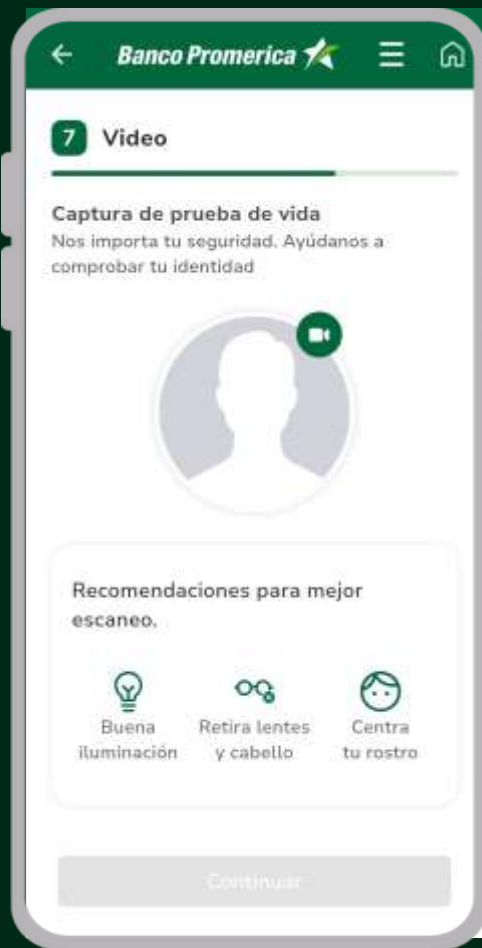 Banco Promerica
7 Video
Captura de prueba de vida
Nos importa tu seguridad. Ayúdanos a
comprobar tu identidad
Recomendaciones para mejor
escaneo.
Buena
iluminación
Retira lentes
y cabello
Centra
tu rostro
Continuar